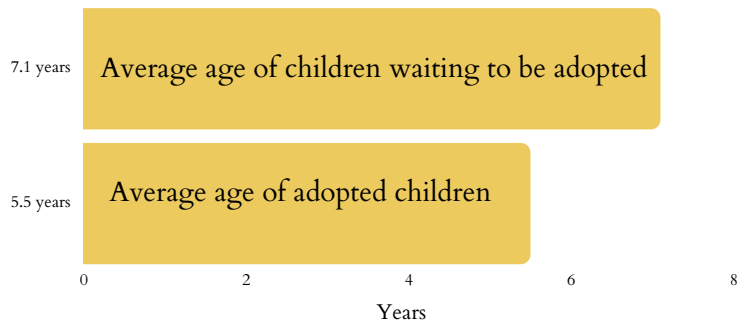 7.1 years
Average age of children waiting to be adopted
5.5 years
Average age of adopted children
0 2 4 6 8
Years